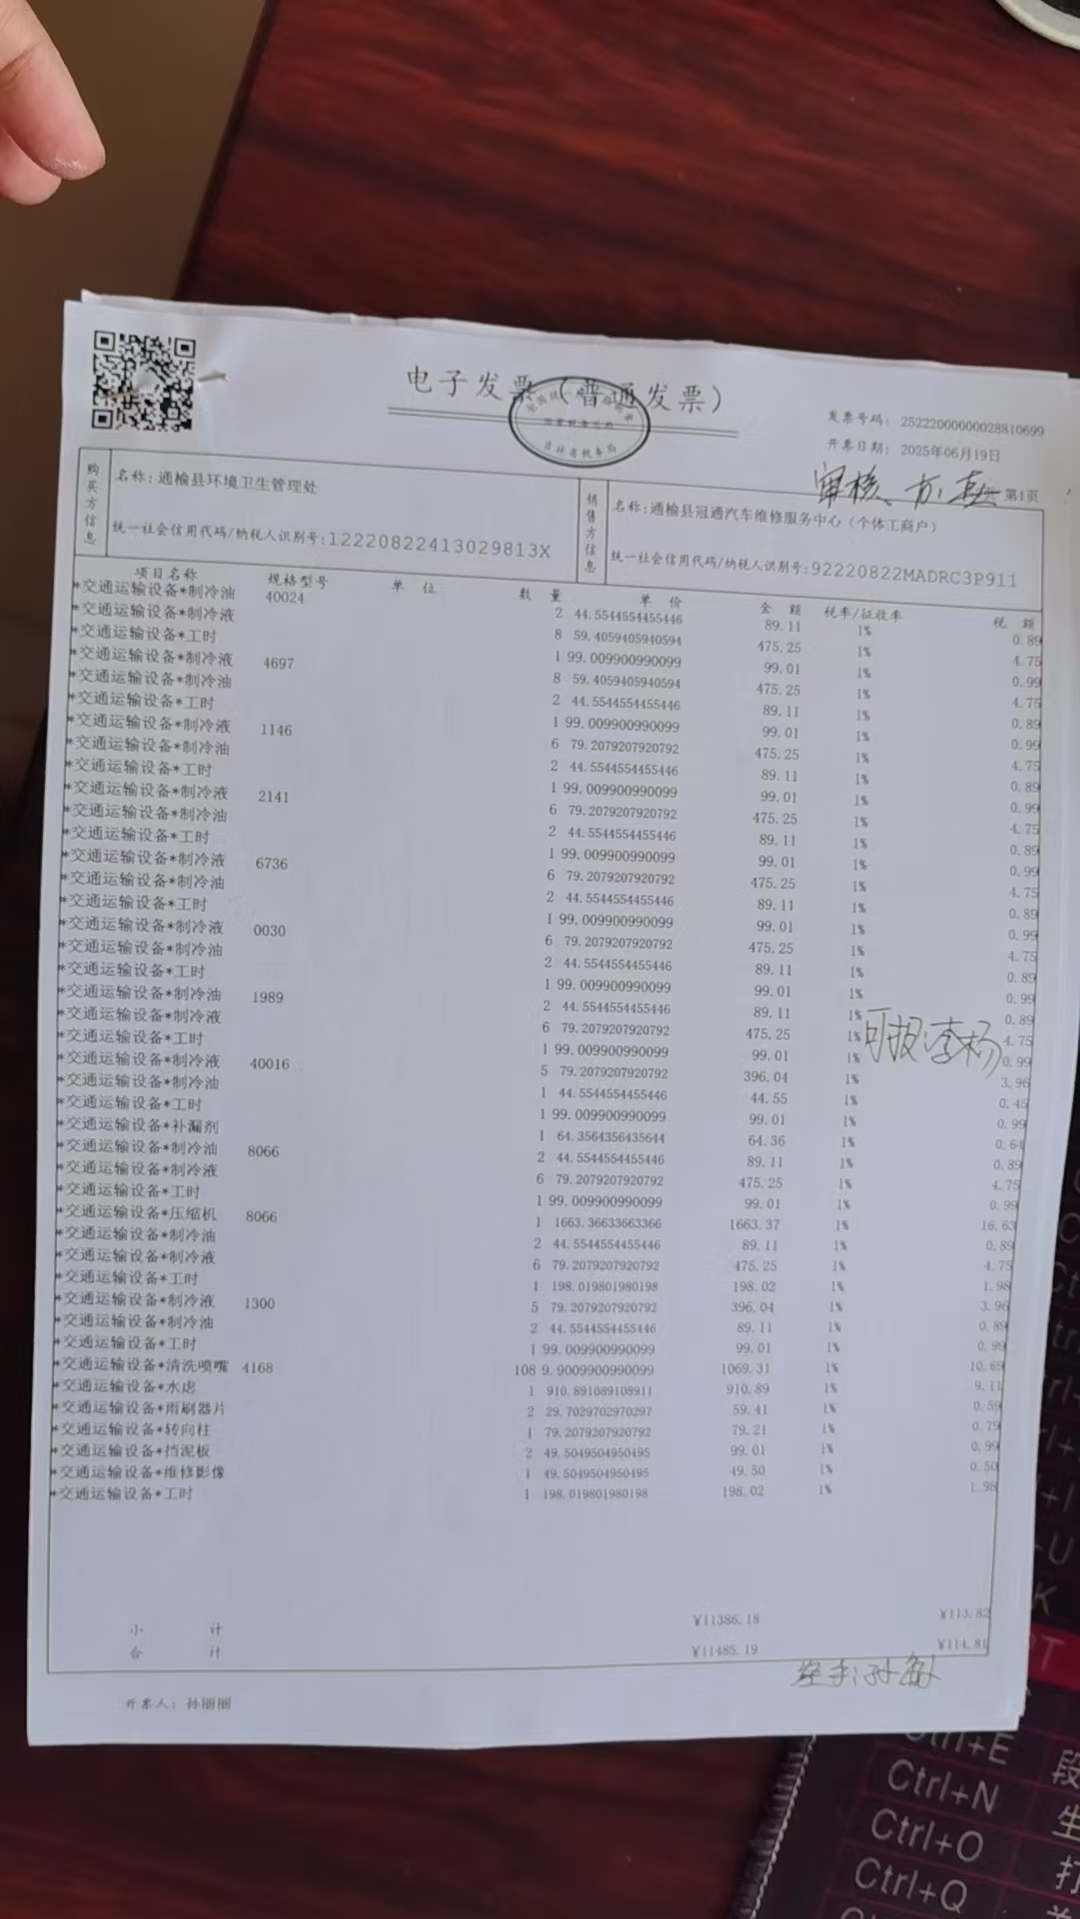 电子发票（普通发票）
发票号码：25222000000028810699
开票日期：2025年06月19日
审核
第1页
购买方信息
名称：通榆县环境卫生管理处
统一社会信用代码/纳税人识别号：12220822413029813X
销售方信息
名称：通榆县冠通汽车维修服务中心（个体工商户）
统一社会信用代码/纳税人识别号：92220822MADRC3P911
项目名称 规格型号 单位 数量 单价 金额 税率/征收率 税额
*交通运输设备*制冷油 40024 2 44.5544554455446 89.11 1% 0.89
*交通运输设备*制冷液 8 59.4059405940594 475.25 1% 4.75
*交通运输设备*工时 1 99.009900990099 99.01 1% 0.99
*交通运输设备*制冷液 4697 8 59.4059405940594 475.25 1% 4.75
*交通运输设备*制冷油 2 44.5544554455446 89.11 1% 0.89
*交通运输设备*工时 1 99.009900990099 99.01 1% 0.99
*交通运输设备*制冷液 1146 6 79.2079207920792 475.25 1% 4.75
*交通运输设备*制冷油 2 44.5544554455446 89.11 1% 0.89
*交通运输设备*工时 1 99.009900990099 99.01 1% 0.99
*交通运输设备*制冷液 2141 6 79.2079207920792 475.25 1% 4.75
*交通运输设备*制冷油 2 44.5544554455446 89.11 1% 0.89
*交通运输设备*工时 1 99.009900990099 99.01 1% 0.99
*交通运输设备*制冷液 6736 6 79.2079207920792 475.25 1% 4.75
*交通运输设备*制冷油 2 44.5544554455446 89.11 1% 0.89
*交通运输设备*工时 1 99.009900990099 99.01 1% 0.99
*交通运输设备*制冷液 0030 6 79.2079207920792 475.25 1% 4.75
*交通运输设备*制冷油 2 44.5544554455446 89.11 1% 0.89
*交通运输设备*工时 1 99.009900990099 99.01 1% 0.99
*交通运输设备*制冷油 1989 2 44.5544554455446 89.11 1% 0.89
*交通运输设备*制冷液 6 79.2079207920792 475.25 1% 4.75
*交通运输设备*工时 1 99.009900990099 99.01 1% 0.99
可报 李杨
*交通运输设备*制冷液 40016 5 79.2079207920792 396.04 1% 3.96
*交通运输设备*制冷油 1 44.5544554455446 44.55 1% 0.45
*交通运输设备*工时 1 99.009900990099 99.01 1% 0.99
*交通运输设备*补漏剂 1 64.3564356435644 64.36 1% 0.64
*交通运输设备*制冷油 8066 2 44.5544554455446 89.11 1% 0.89
*交通运输设备*制冷液 6 79.2079207920792 475.25 1% 4.75
*交通运输设备*工时 1 99.009900990099 99.01 1% 0.99
*交通运输设备*压缩机 8066 1 1663.36633663366 1663.37 1% 16.63
*交通运输设备*制冷油 2 44.5544554455446 89.11 1% 0.89
*交通运输设备*制冷液 6 79.2079207920792 475.25 1% 4.75
*交通运输设备*工时 1 198.019801980198 198.02 1% 1.98
*交通运输设备*制冷液 1300 5 79.2079207920792 396.04 1% 3.96
*交通运输设备*制冷油 2 44.5544554455446 89.11 1% 0.89
*交通运输设备*工时 1 99.009900990099 99.01 1% 0.99
*交通运输设备*清洗喷嘴 4168 108 9.9009900990099 1069.31 1% 10.69
*交通运输设备*水虑 1 910.891089108911 910.89 1% 9.11
*交通运输设备*雨刷器片 2 29.7029702970297 59.41 1% 0.59
*交通运输设备*转向柱 1 79.2079207920792 79.21 1% 0.79
*交通运输设备*挡泥板 2 49.5049504950495 99.01 1% 0.99
*交通运输设备*维修影像 1 49.5049504950495 49.50 1% 0.50
*交通运输设备*工时 1 198.019801980198 198.02 1% 1.98
小计 ¥11386.18 ¥113.82
合计 ¥11485.19 ¥114.81
开票人：孙丽丽
Ctrl+E 段
Ctrl+N
Ctrl+O 打
Ctrl+Q